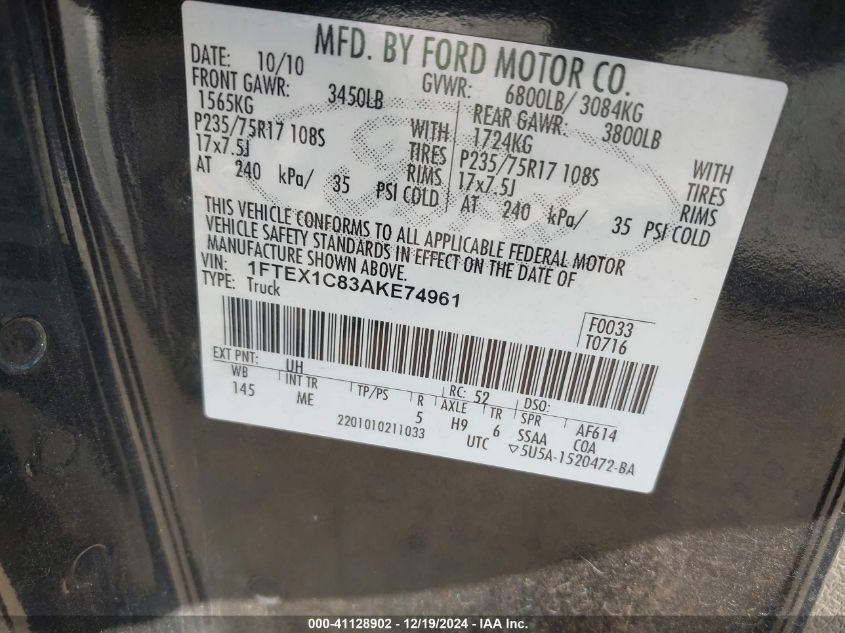 MFD. BY FORD MOTOR CO.
DATE: 10/10 GVWR: 6800LB/ 3084KG
FRONT GAWR: 3450LB REAR GAWR: 3800LB
1565KG WITH 1724KG WITH
P235/75R17 108S TIRES P235/75R17 108S TIRES
17x7.5J RIMS 17x7.5J RIMS
AT 240 kPa/ 35 PSI COLD AT 240 kPa/ 35 PSI COLD
THIS VEHICLE CONFORMS TO ALL APPLICABLE FEDERAL MOTOR
VEHICLE SAFETY STANDARDS IN EFFECT ON THE DATE OF
MANUFACTURE SHOWN ABOVE.
VIN: 1FTEX1C83AKE74961
TYPE: Truck
F0033
T0716
EXT PNT: UH RC: 52 DSO:
WB INT TR TP/PS R AXLE TR SPR
145 ME 5 H9 6 SSAA AF614
2201010211033 UTC COA
▽5U5A-1520472-BA
000-41128902 - 12/19/2024 - IAA Inc.